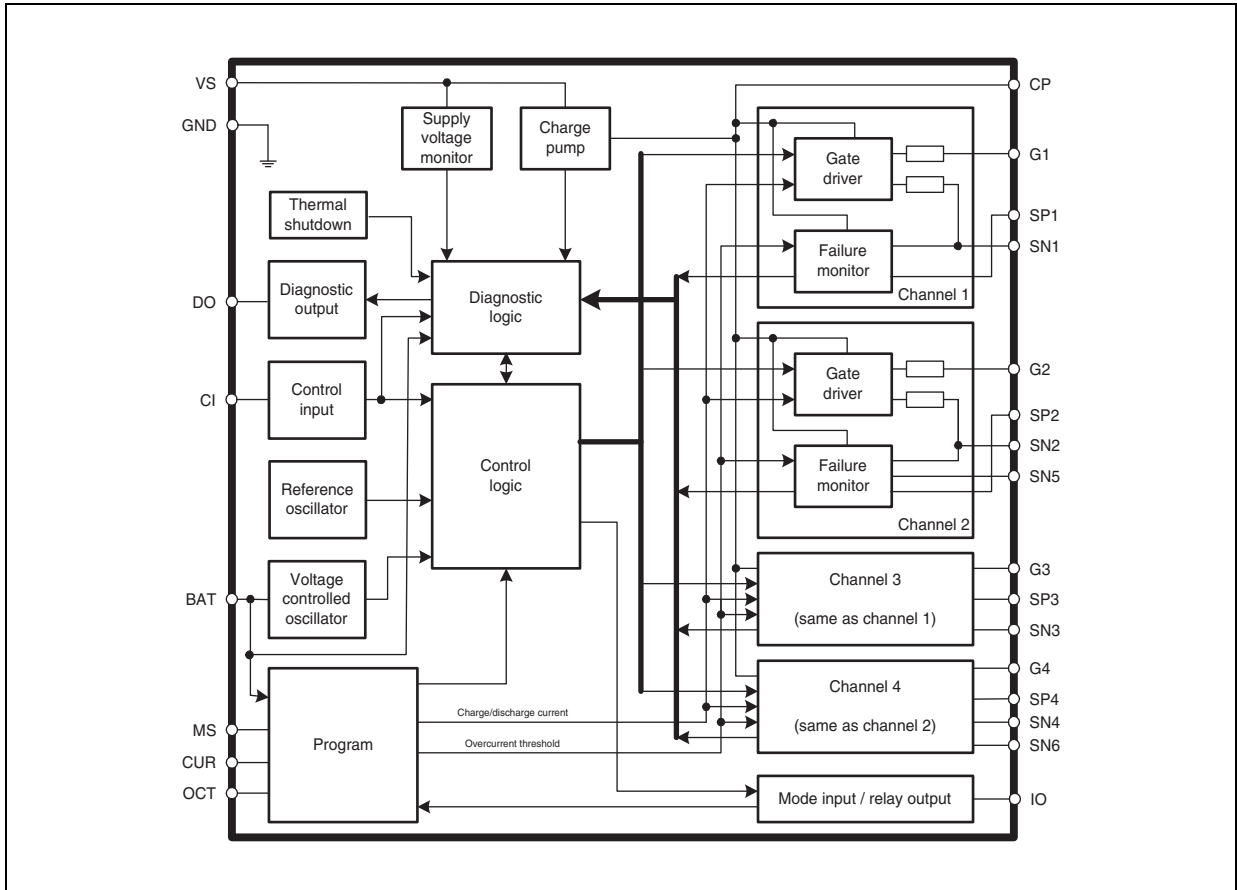 VS
CP
Supply
voltage
monitor
Charge
pump
GND
Gate
driver
G1
Thermal
shutdown
SP1
SN1
Failure
monitor
Channel 1
DO
Diagnostic
output
Diagnostic
logic
Gate
driver
G2
CI
Control
input
SP2
SN2
Failure
monitor
SN5
Control
logic
Reference
oscillator
Channel 2
Voltage
controlled
oscillator
BAT
Channel 3
(same as channel 1)
G3
SP3
SN3
Channel 4
(same as channel 2)
G4
SP4
SN4
SN6
Charge/discharge current
MS
Program
Overcurrent threshold
CUR
OCT
Mode input / relay output
IO